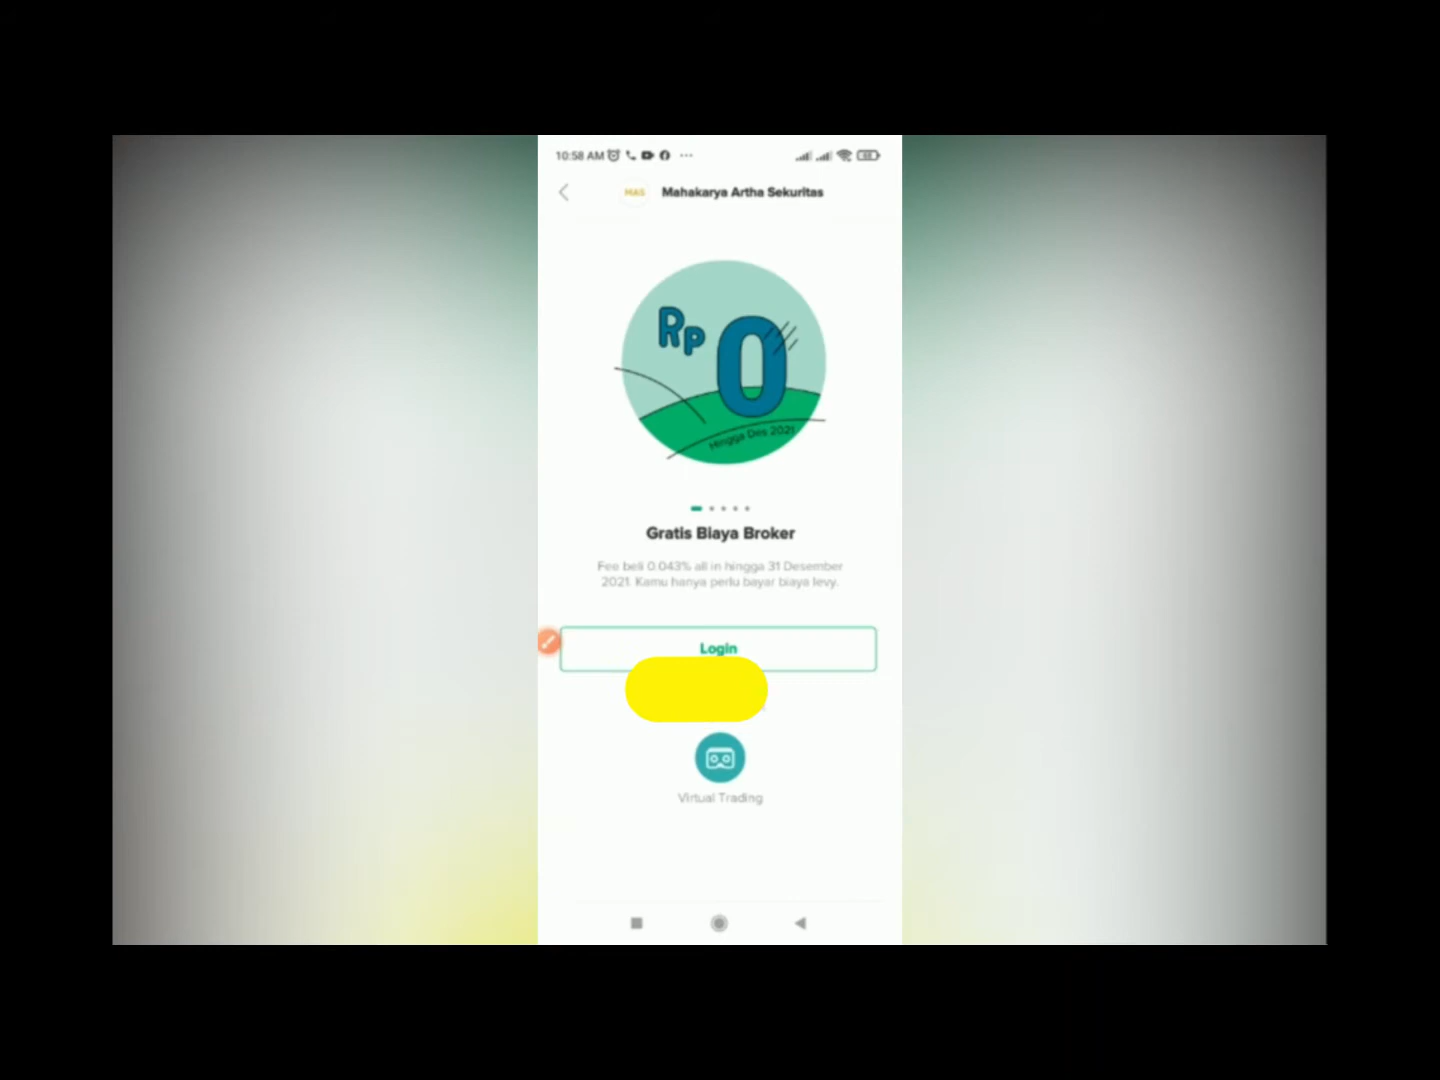 10:58 AM
MAS Mahakarya Artha Sekuritas
Rp 0
Hingga Des 2021
Gratis Biaya Broker
Fee beli 0.043% all in hingga 31 Desember
2021. Kamu hanya perlu bayar biaya levy.
Login
Virtual Trading